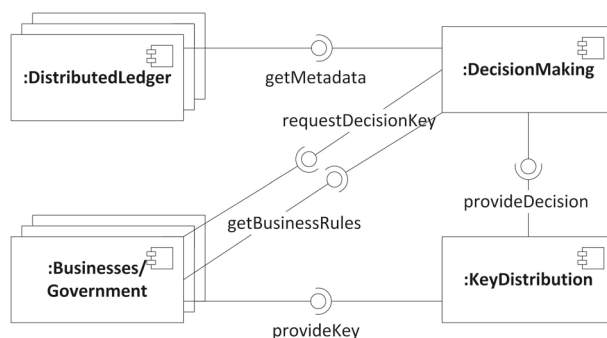 :DistributedLedger
getMetadata
:DecisionMaking
requestDecisionKey
getBusinessRules
provideDecision
:Businesses/
Government
provideKey
:KeyDistribution